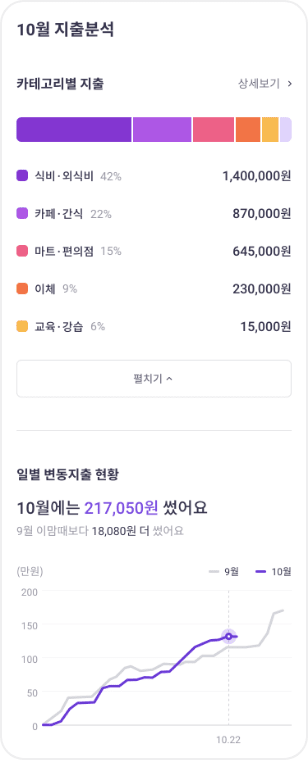 10월 지출분석
카테고리별 지출 상세보기 >
식비·외식비 42% 1,400,000원
카페·간식 22% 870,000원
마트·편의점 15% 645,000원
이체 9% 230,000원
교육·강습 6% 15,000원
펼치기
일별 변동지출 현황
10월에는 217,050원 썼어요
9월 이맘때보다 18,080원 더 썼어요
(만원) 9월 10월
200
150
100
50
0
10.22